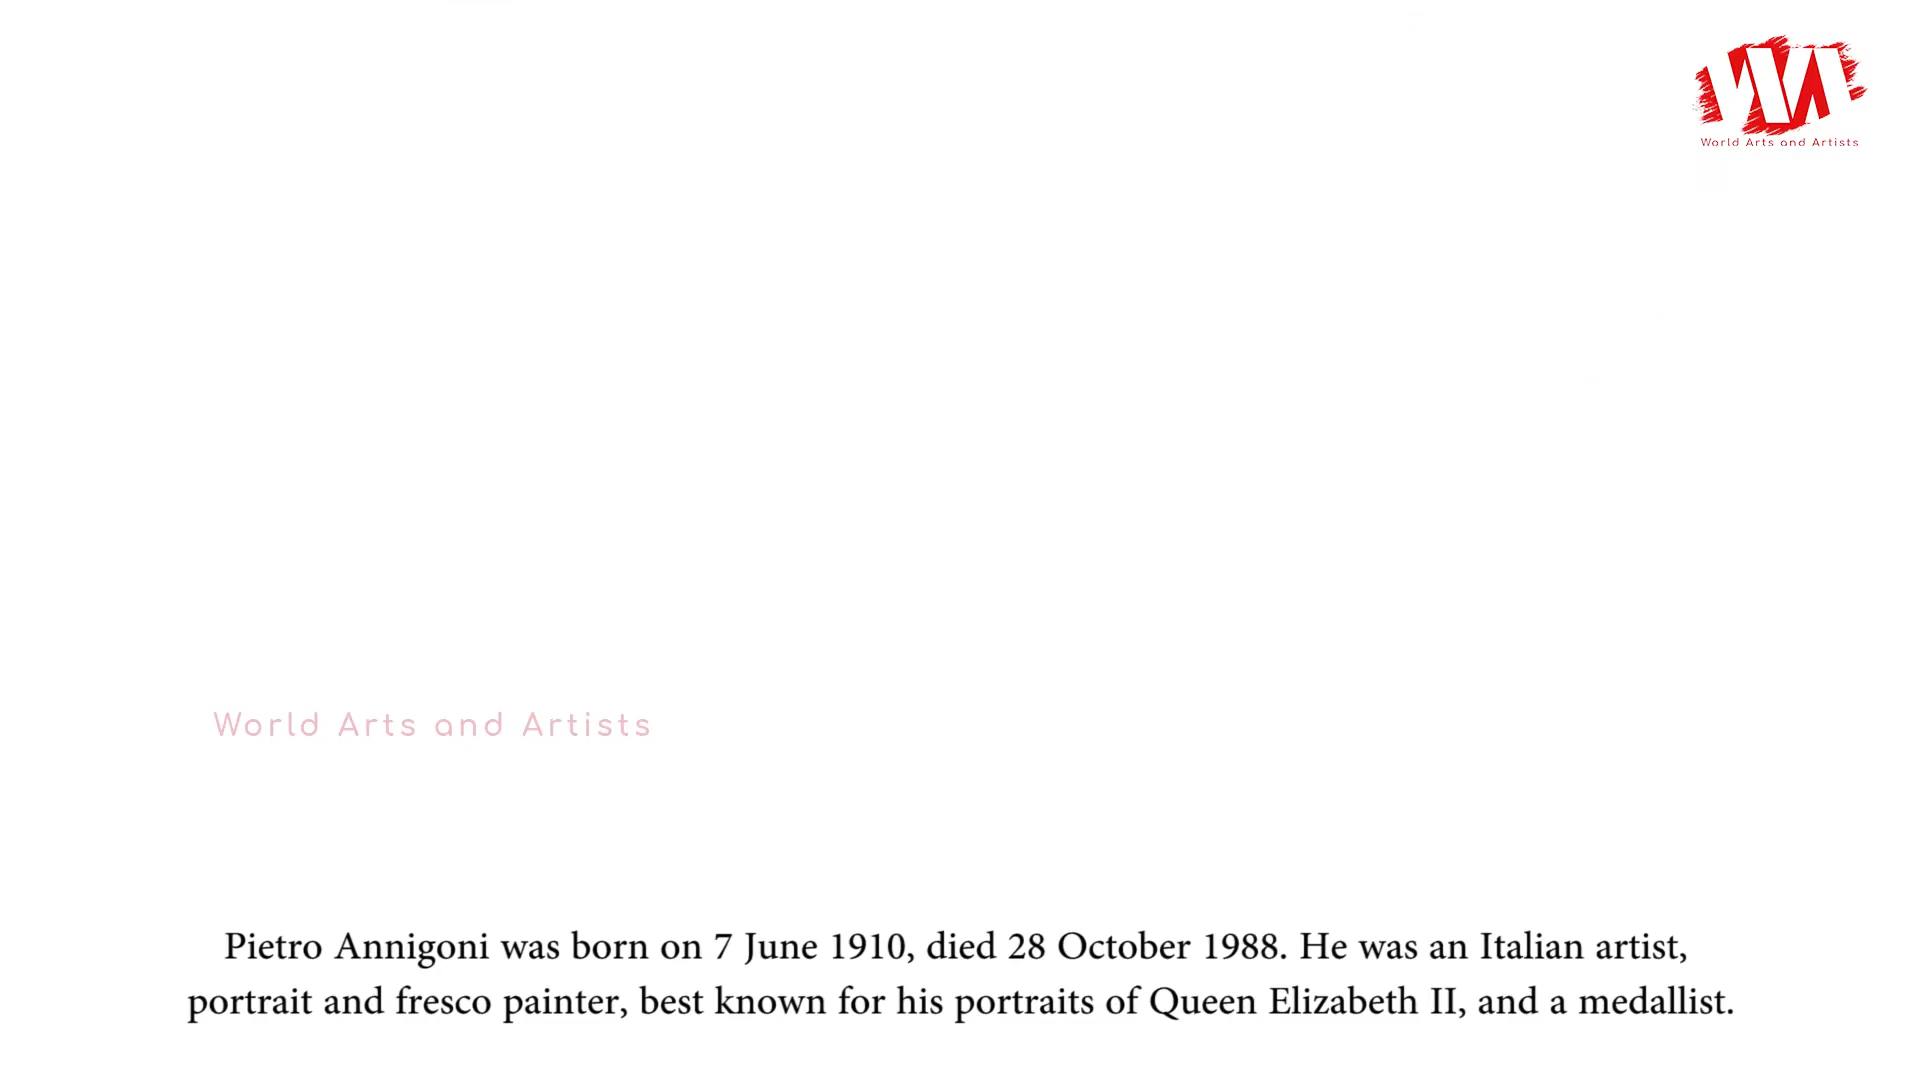 World Arts and Artists
World Arts and Artists
Pietro Annigoni was born on 7 June 1910, died 28 October 1988. He was an Italian artist,
portrait and fresco painter, best known for his portraits of Queen Elizabeth II, and a medallist.